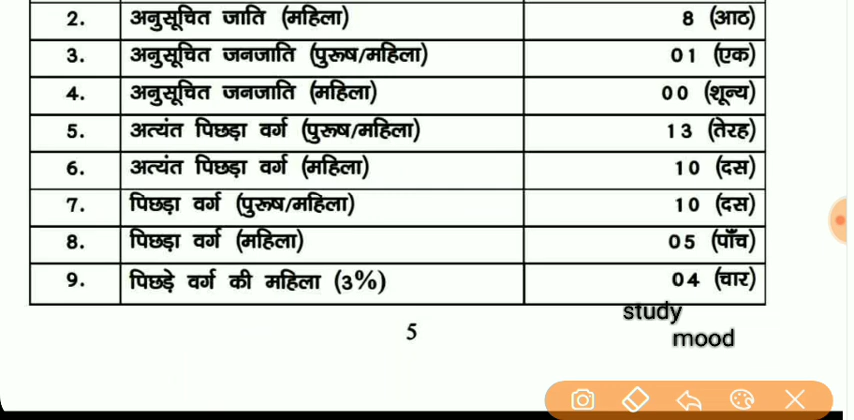 2. अनुसूचित जाति (महिला) 8 (आठ)
3. अनुसूचित जनजाति (पुरूष/महिला) 01 (एक)
4. अनुसूचित जनजाति (महिला) 00 (शून्य)
5. अत्यंत पिछड़ा वर्ग (पुरूष/महिला) 13 (तेरह)
6. अत्यंत पिछड़ा वर्ग (महिला) 10 (दस)
7. पिछड़ा वर्ग (पुरूष/महिला) 10 (दस)
8. पिछड़ा वर्ग (महिला) 05 (पाँच)
9. पिछड़े वर्ग की महिला (3%) 04 (चार)
study
5
mood